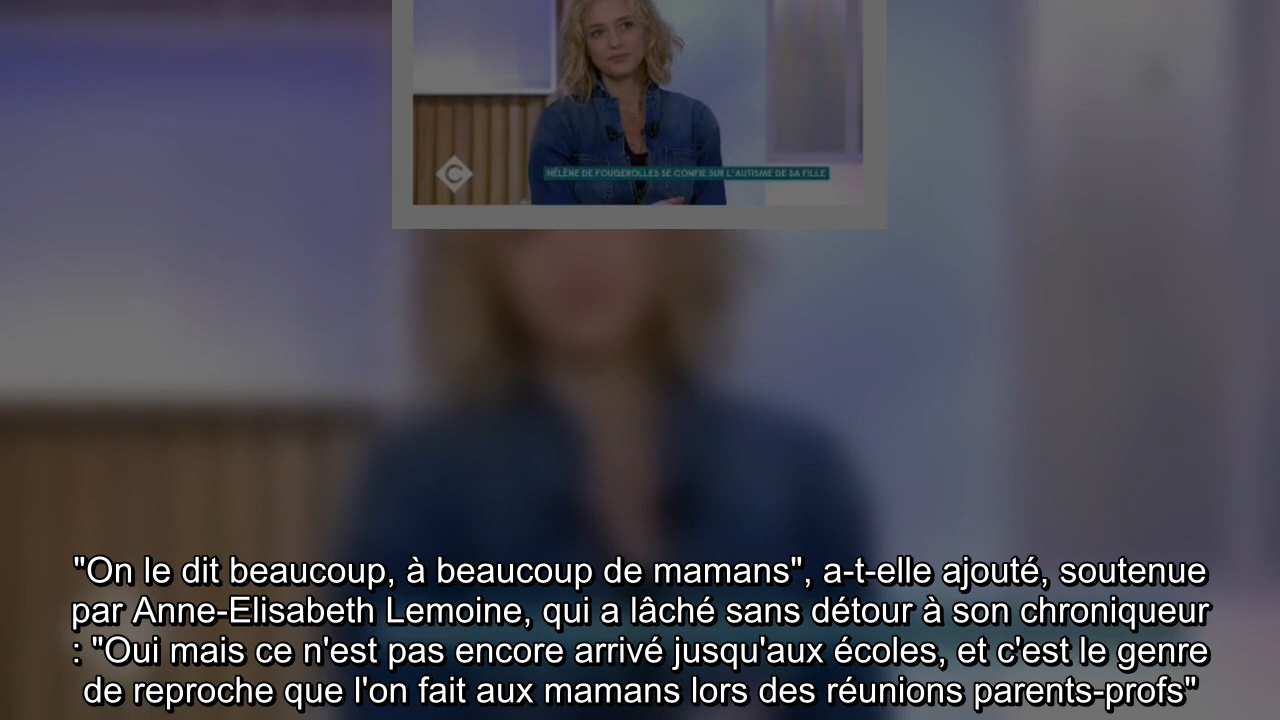 C
HÉLÈNE DE FOUGEROLLES SE CONFIE SUR L'AUTISME DE SA FILLE
"On le dit beaucoup, à beaucoup de mamans", a-t-elle ajouté, soutenue
par Anne-Elisabeth Lemoine, qui a lâché sans détour à son chroniqueur
: "Oui mais ce n'est pas encore arrivé jusqu'aux écoles, et c'est le genre
de reproche que l'on fait aux mamans lors des réunions parents-profs"